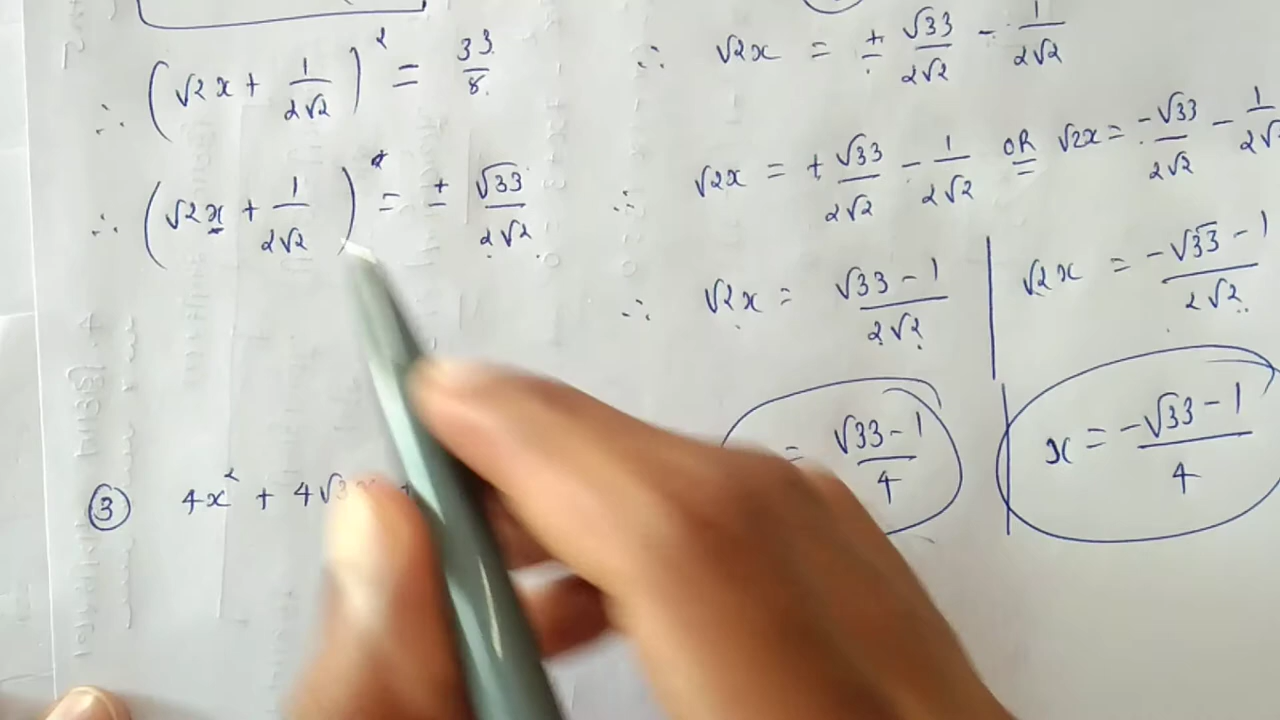 ∴ (√2x + 1/2√2)² = 33/8
∴ (√2x + 1/2√2) = ± √33/2√2
③ 4x² + 4√3x +
∴ √2x = ± √33/2√2 - 1/2√2
∴ √2x = + √33/2√2 - 1/2√2 OR √2x = -√33/2√2 - 1/2√2
∴ √2x = √33 - 1/2√2 | √2x = -√33 - 1/2√2
= √33 - 1/4 | x = -√33 - 1/4